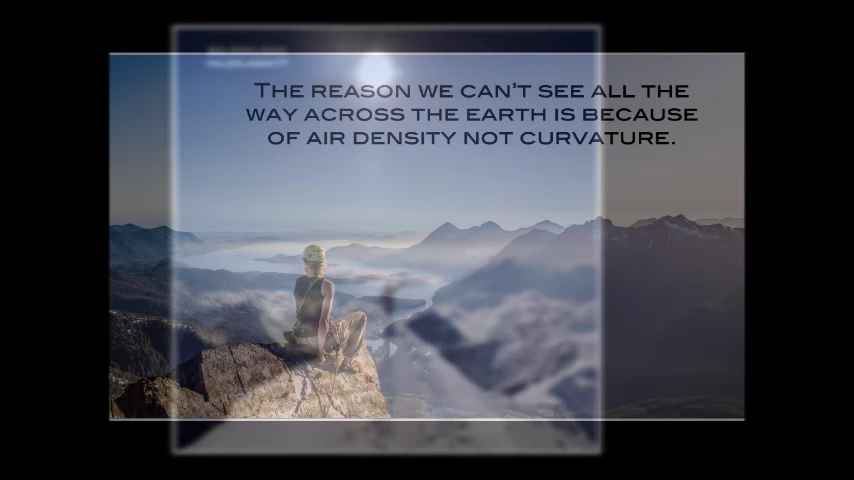 The reason we can't see all the
way across the earth is because
of air density not curvature.